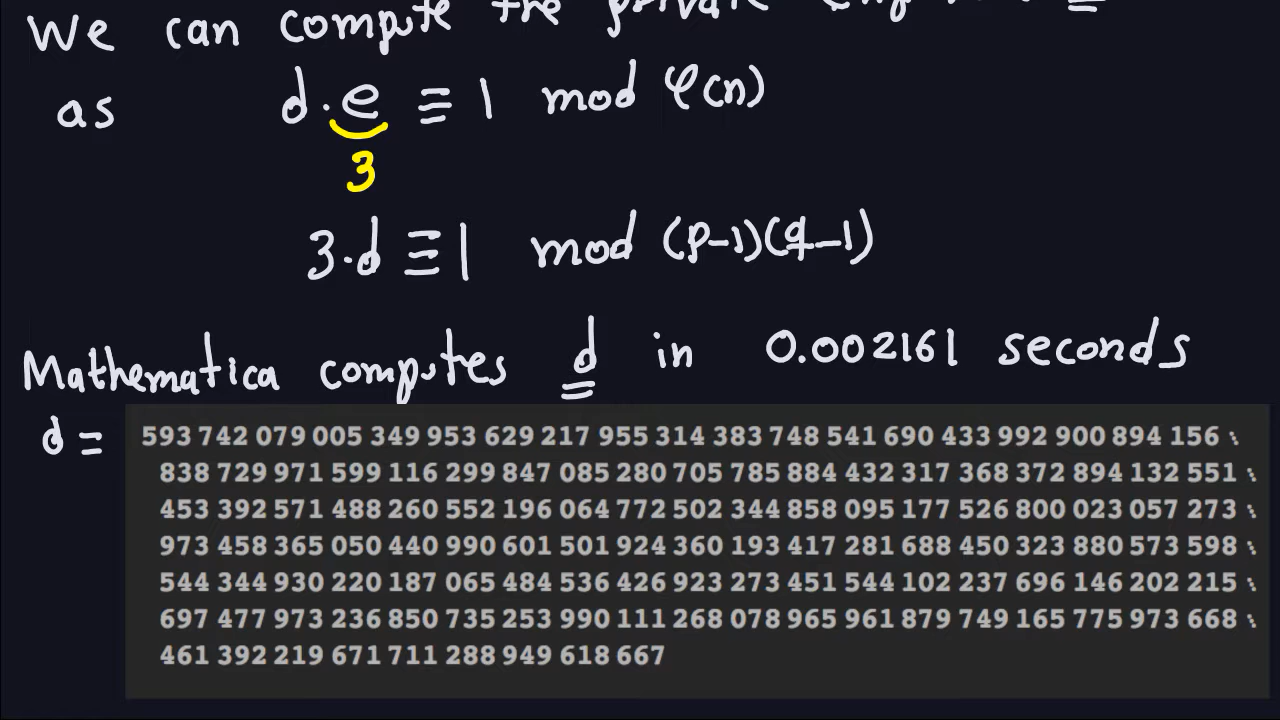 We can compute the private
as d·e ≡ 1 mod φ(n)
3
3·d ≡ 1 mod (p-1)(q-1)
Mathematica computes d in 0.002161 seconds
d = 593 742 079 005 349 953 629 217 955 314 383 748 541 690 433 992 900 894 156 \
838 729 971 599 116 299 847 085 280 705 785 884 432 317 368 372 894 132 551 \
453 392 571 488 260 552 196 064 772 502 344 858 095 177 526 800 023 057 273 \
973 458 365 050 440 990 601 501 924 360 193 417 281 688 450 323 880 573 598 \
544 344 930 220 187 065 484 536 426 923 273 451 544 102 237 696 146 202 215 \
697 477 973 236 850 735 253 990 111 268 078 965 961 879 749 165 775 973 668 \
461 392 219 671 711 288 949 618 667